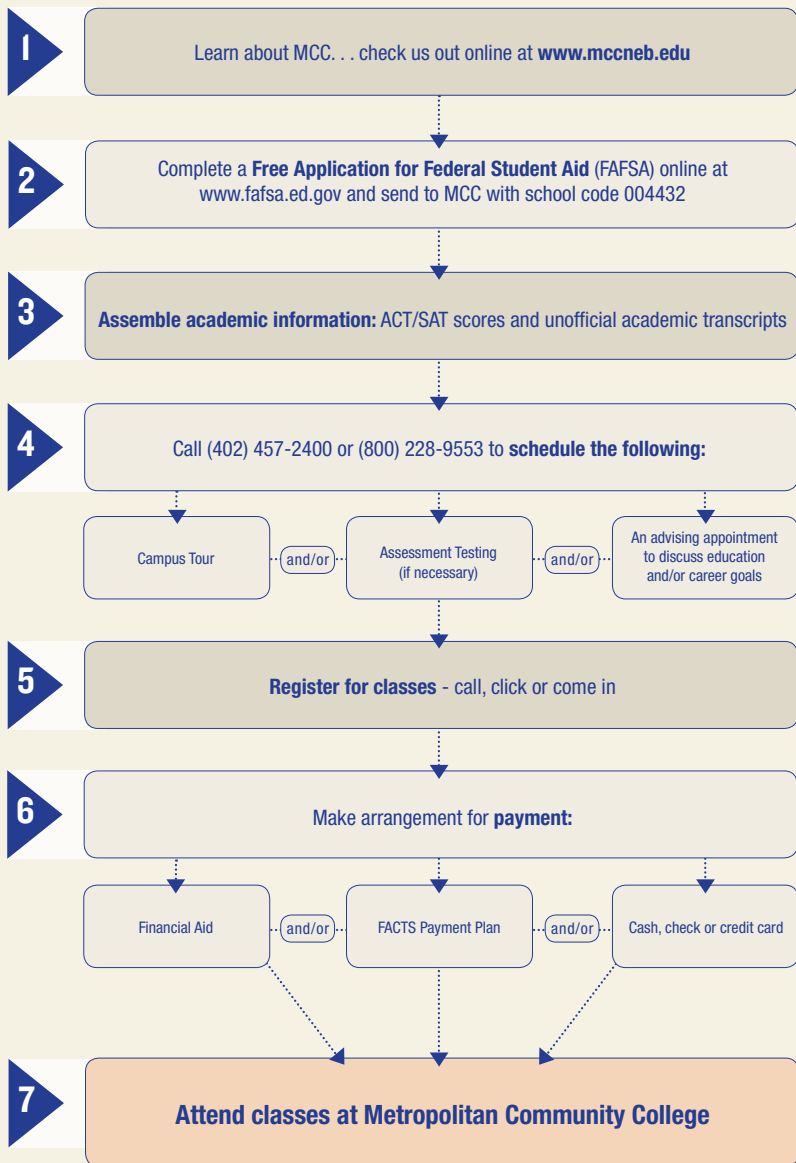 1
Learn about MCC. . . check us out online at www.mccneb.edu
2
Complete a Free Application for Federal Student Aid (FAFSA) online at
www.fafsa.ed.gov and send to MCC with school code 004432
3
Assemble academic information: ACT/SAT scores and unofficial academic transcripts
4
Call (402) 457-2400 or (800) 228-9553 to schedule the following:
Campus Tour
and/or
Assessment Testing
(if necessary)
and/or
An advising appointment
to discuss education
and/or career goals
5
Register for classes - call, click or come in
6
Make arrangement for payment:
Financial Aid
and/or
FACTS Payment Plan
and/or
Cash, check or credit card
7
Attend classes at Metropolitan Community College